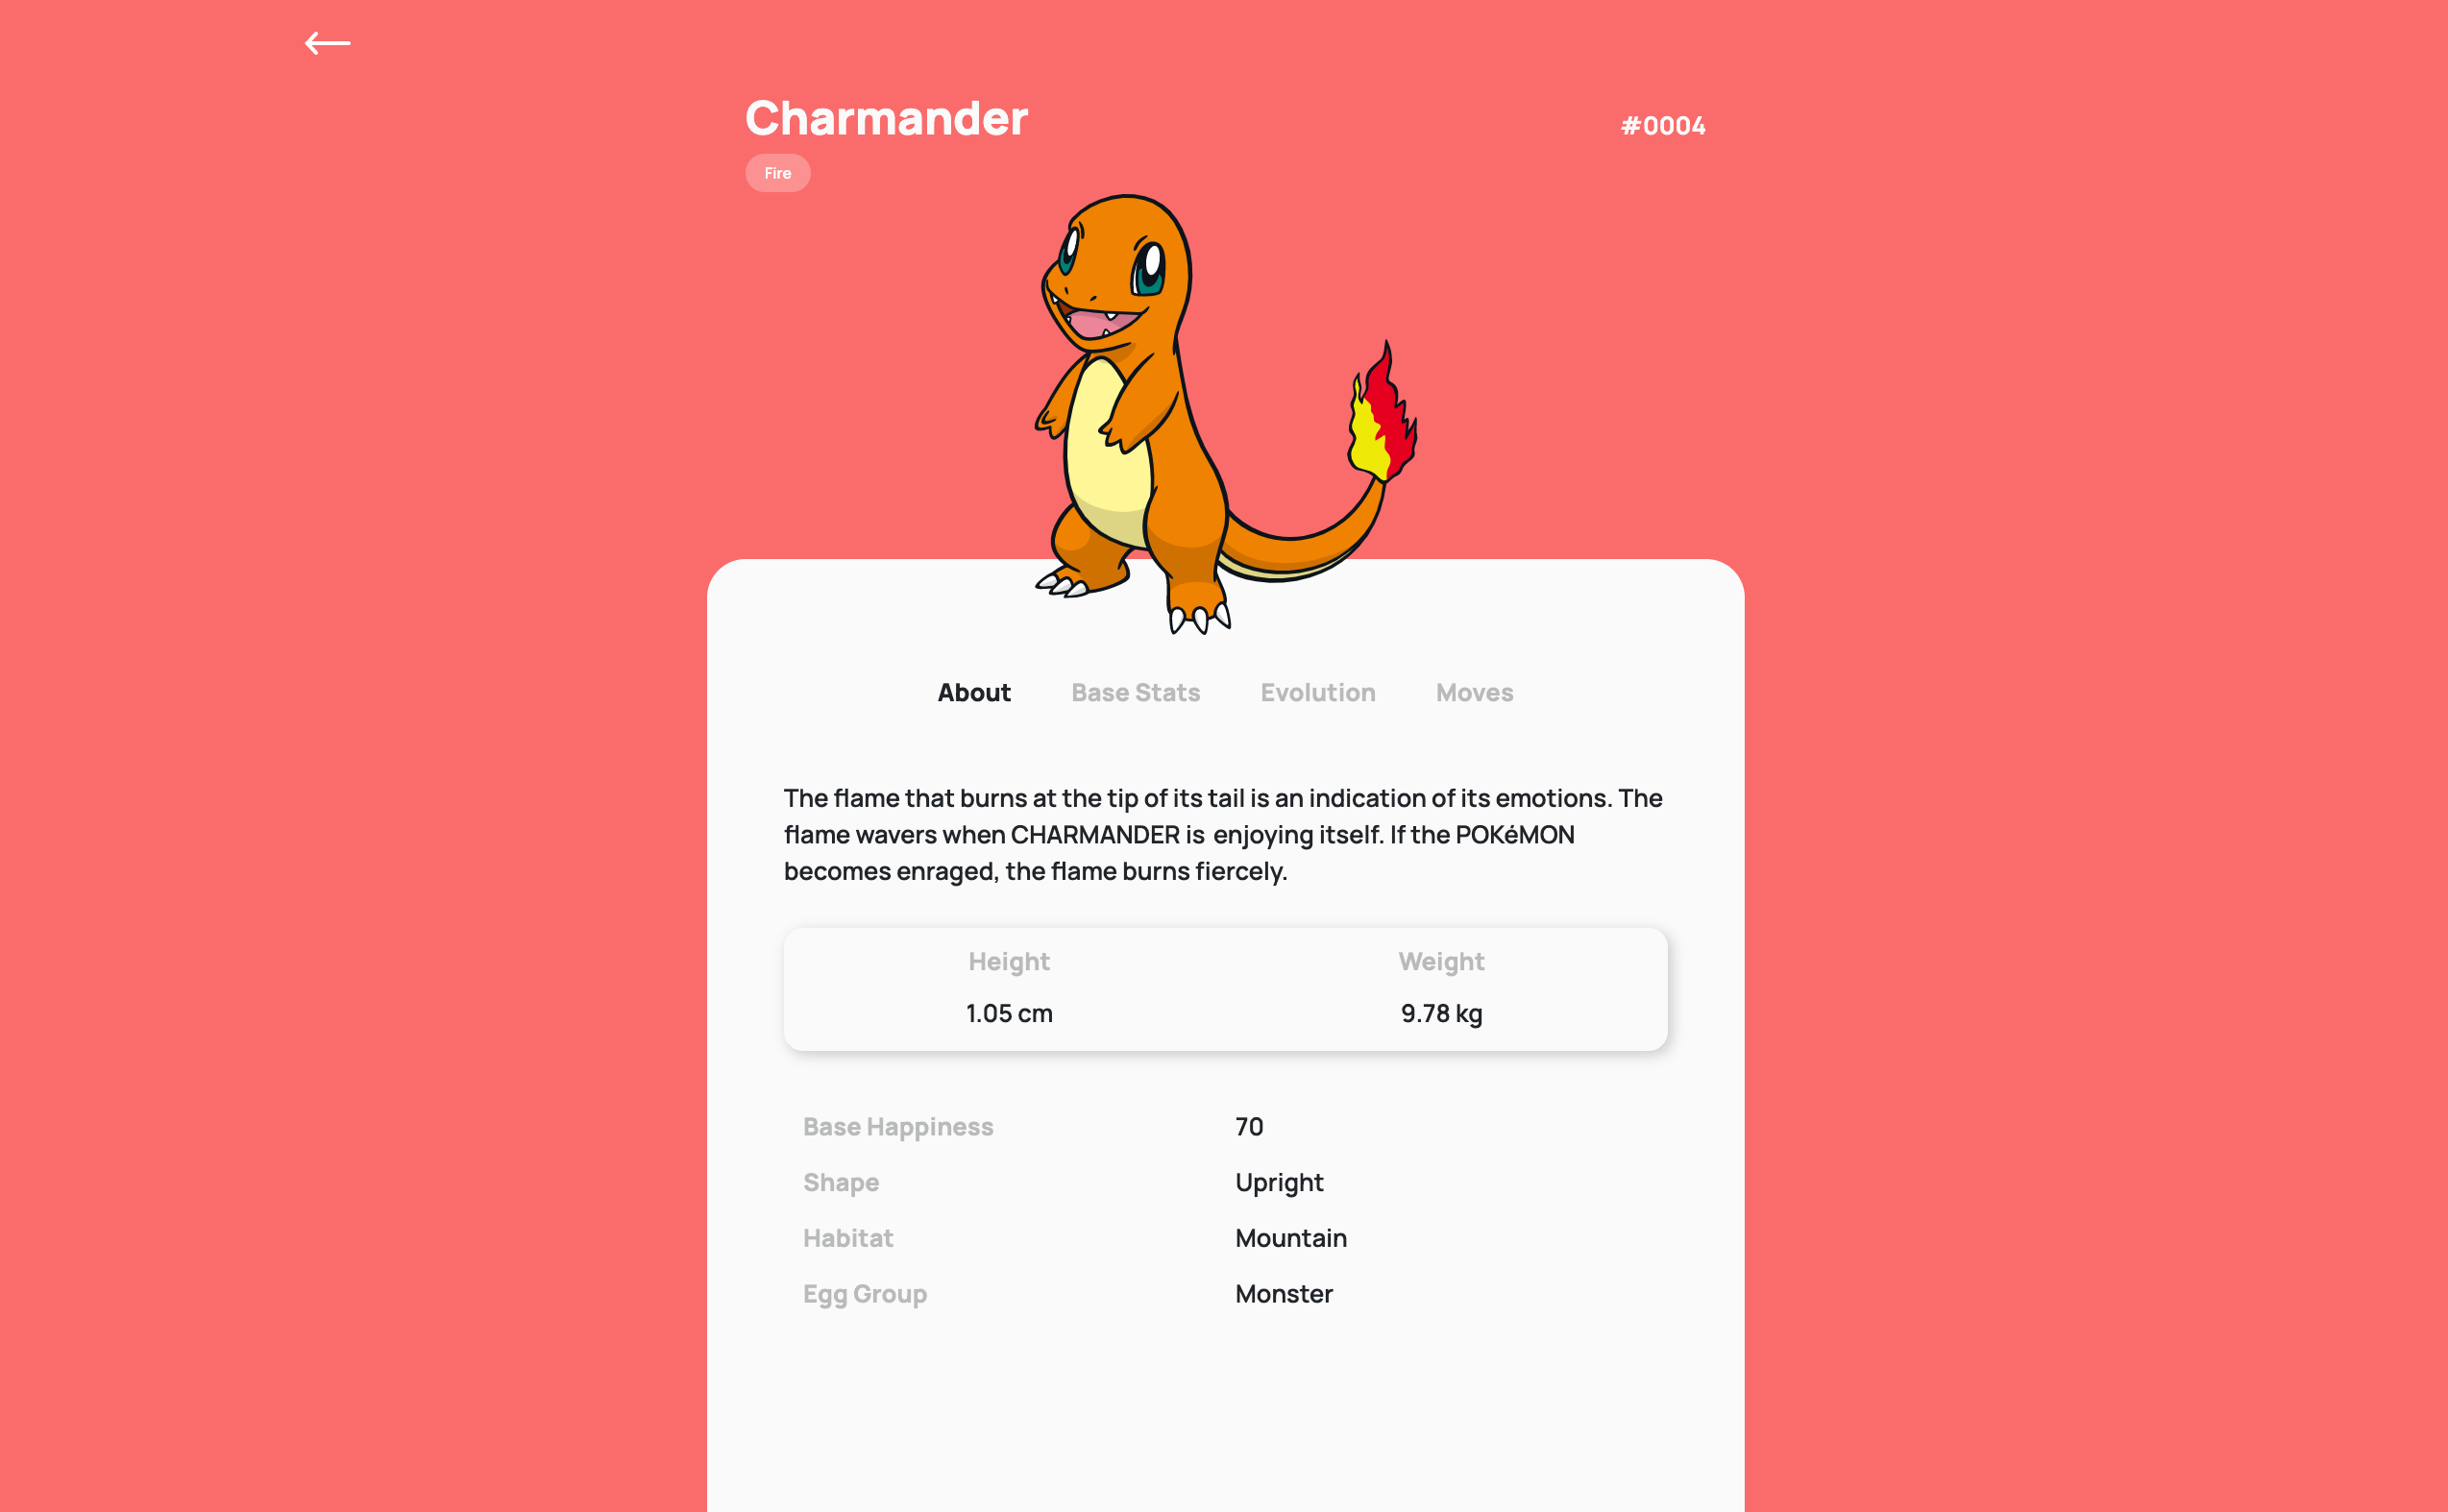 Charmander
#0004
Fire
About Base Stats Evolution Moves
The flame that burns at the tip of its tail is an indication of its emotions. The
flame wavers when CHARMANDER is enjoying itself. If the POKéMON
becomes enraged, the flame burns fiercely.
Height Weight
1.05 cm 9.78 kg
Base Happiness 70
Shape Upright
Habitat Mountain
Egg Group Monster